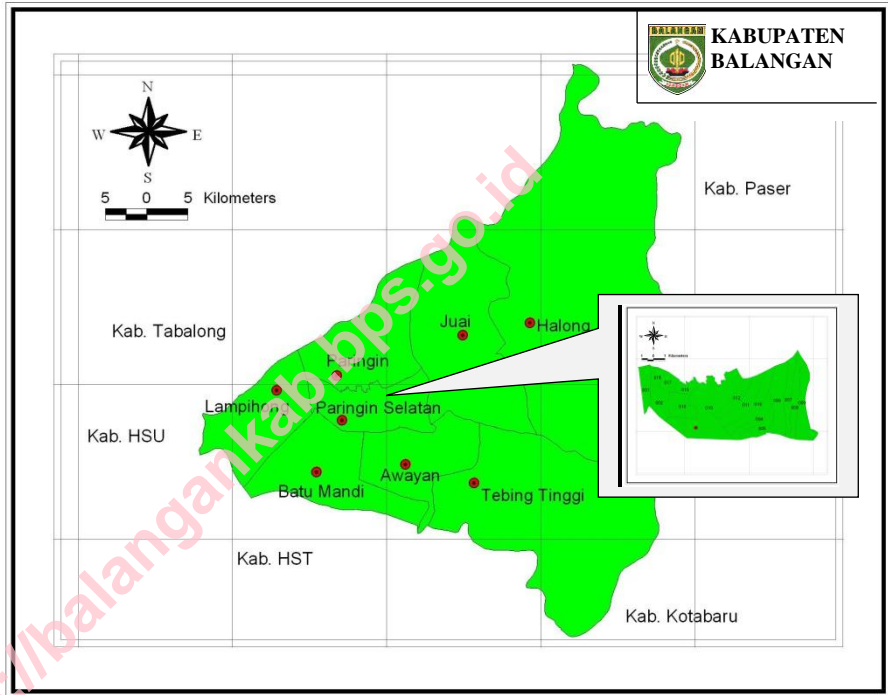 BALANGAN
KABUPATEN
BALANGAN
N
W E
S
5 0 5 Kilometers
Kab. Paser
Kab. Tabalong
Juai
Halong
Paringin
Lampihong
Paringin Selatan
Kab. HSU
Awayan
Batu Mandi
Tebing Tinggi
Kab. HST
Kab. Kotabaru
://balangankab.bps.go.id